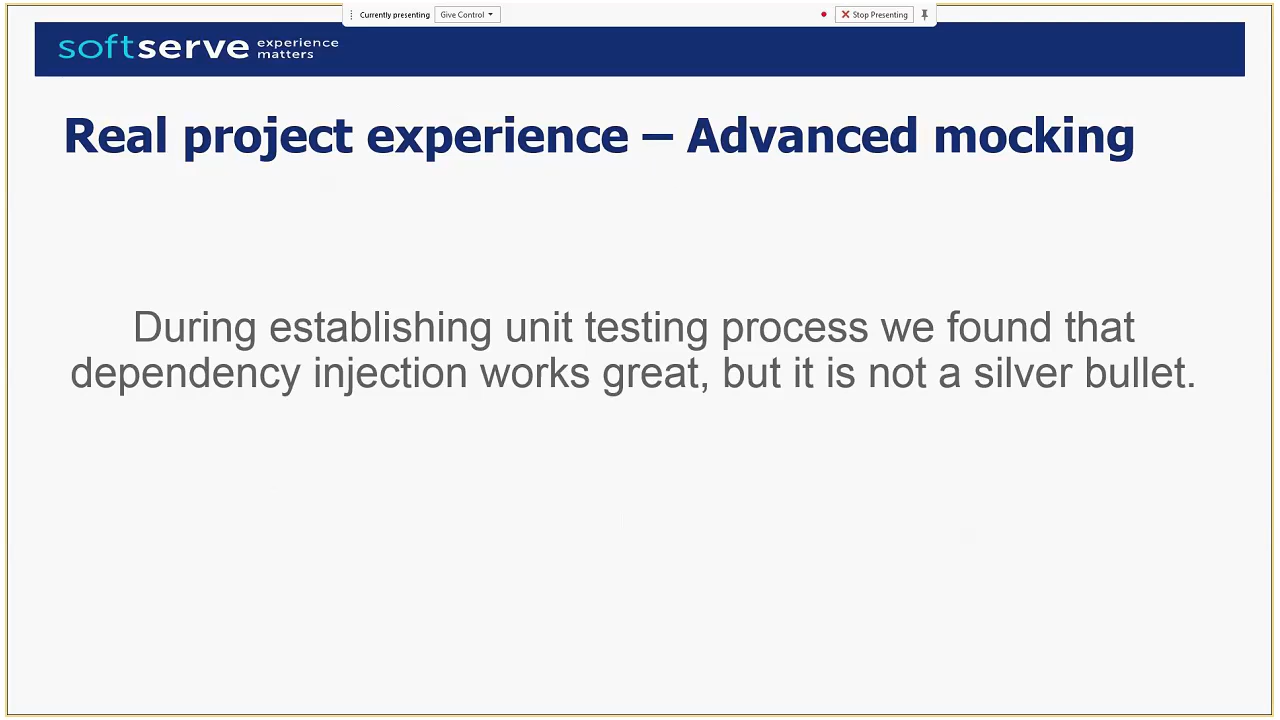 Currently presenting Give Control Stop Presenting
softserve experience matters
Real project experience – Advanced mocking
During establishing unit testing process we found that
dependency injection works great, but it is not a silver bullet.